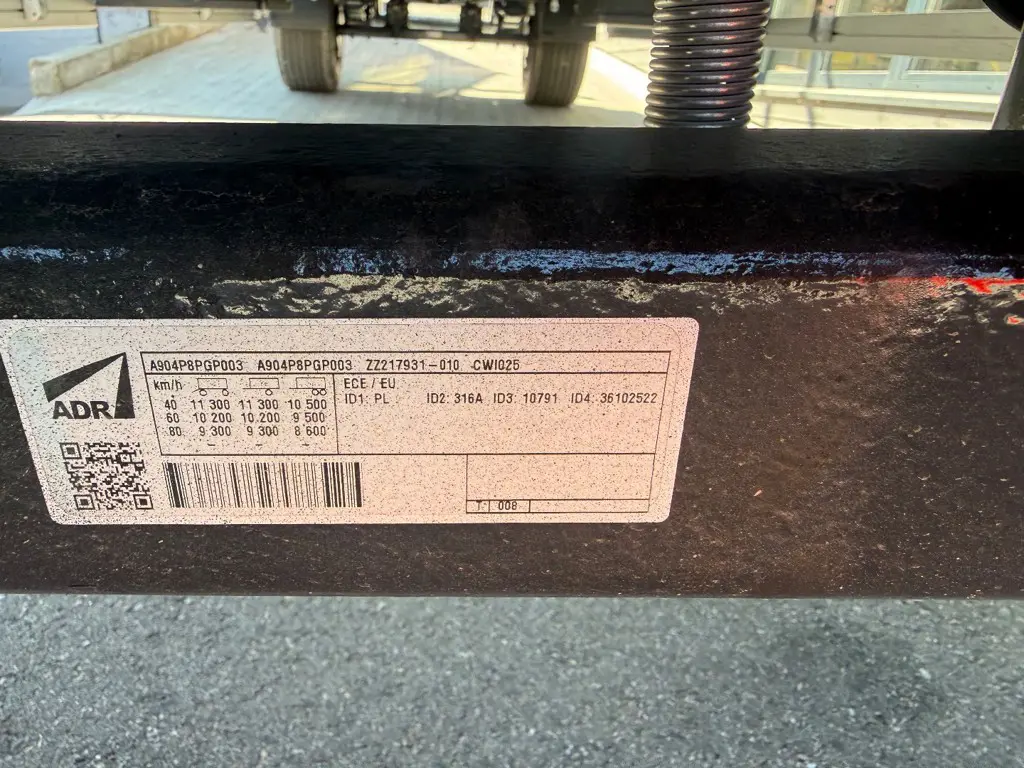 ADR
A904P8PGP003 A904P8PGP003 ZZ217931-010 CWI025
km/h
40 11 300 11 300 10 500
60 10 200 10 200 9 500
80 9 300 9 300 8 600
- - - -
ECE / EU
ID1: PL ID2: 316A ID3: 10791 ID4: 36102522
T 008